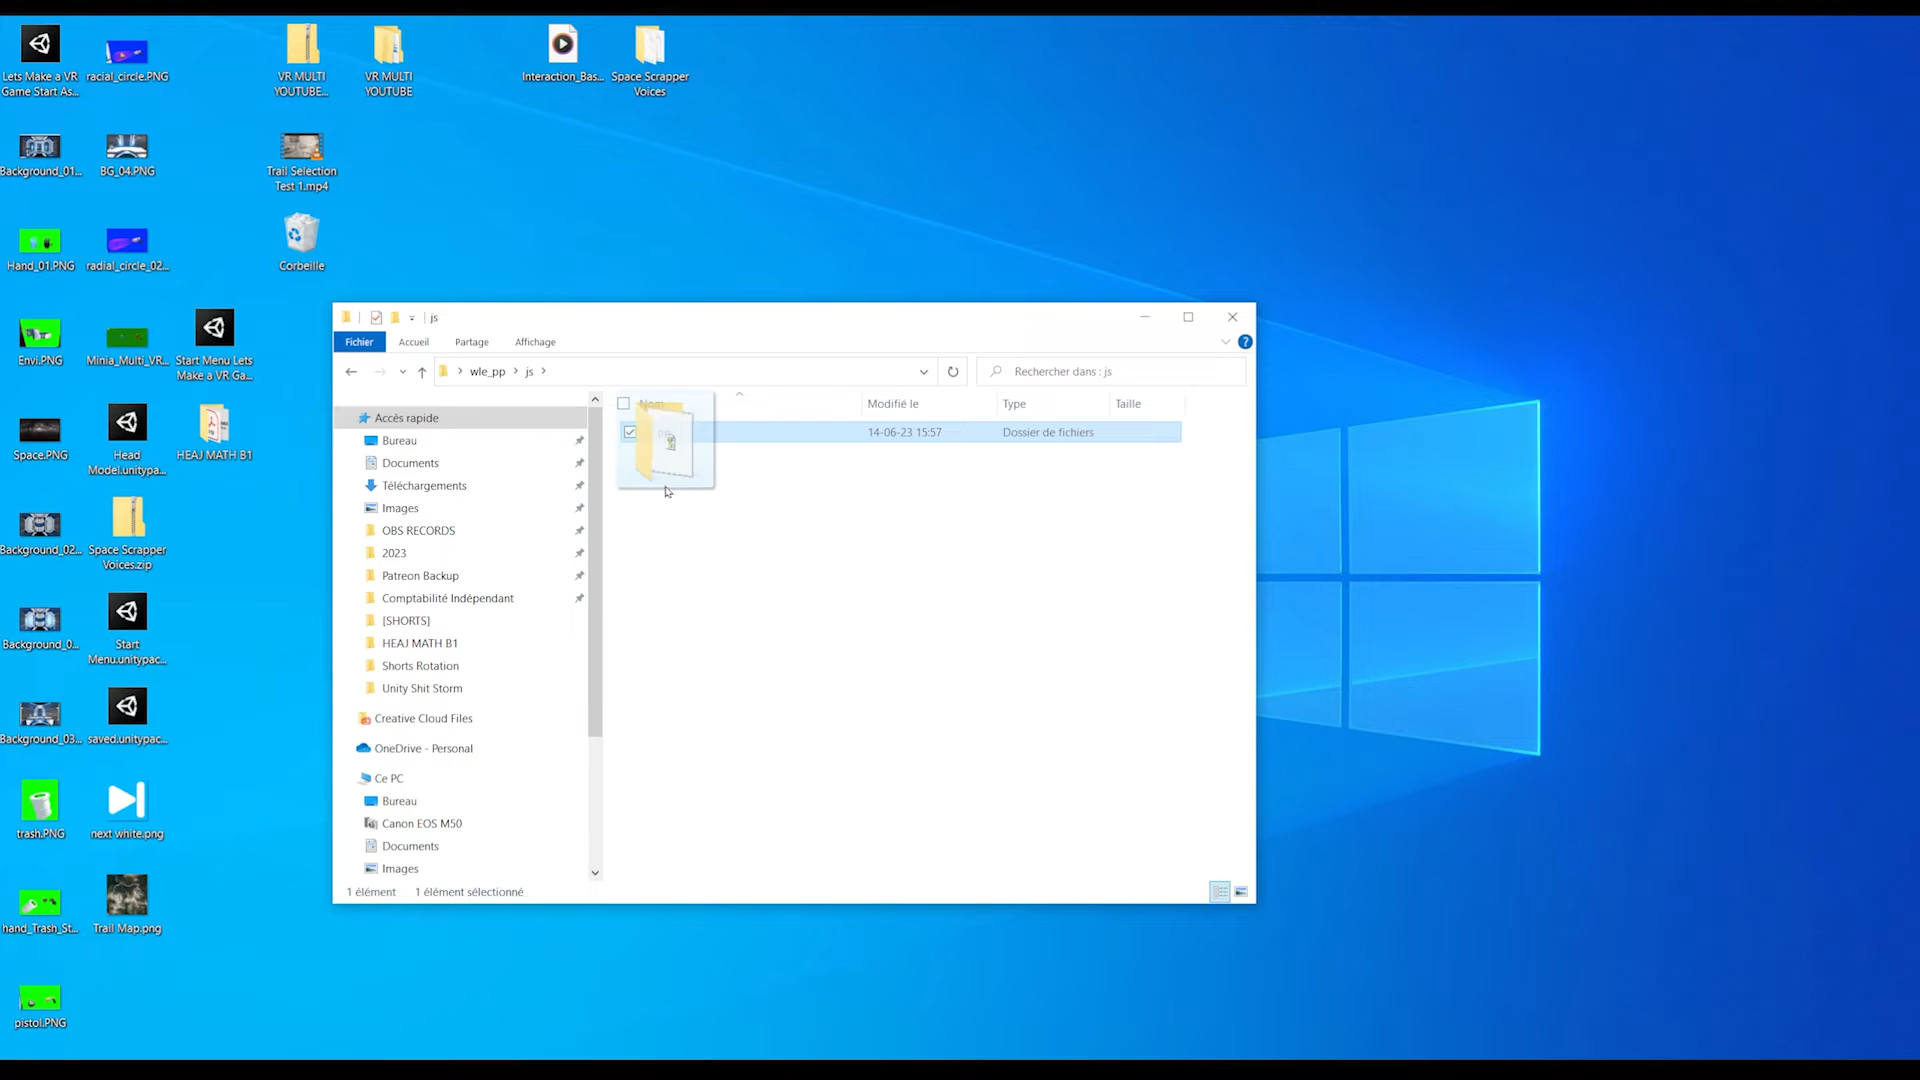 Lets Make a VR
Game Start As...
racial_circle.PNG
VR MULTI
YOUTUBE...
VR MULTI
YOUTUBE
Interaction_Bas...
Space Scrapper
Voices
Background_01...
BG_04.PNG
Trail Selection
Test 1.mp4
Hand_01.PNG
radial_circle_02...
Corbeille
Envi.PNG
Minia_Multi_VR...
Start Menu Lets
Make a VR Ga...
Space.PNG
Head
Model.unitypa...
HEAJ MATH B1
Background_02...
Space Scrapper
Voices.zip
Background_0...
Start
Menu.unitypac...
Background_03...
saved.unitypac...
trash.PNG
next white.png
hand_Trash_St...
Trail Map.png
pistol.PNG
js
Fichier
Accueil
Partage
Affichage
?
wle_pp
js
Rechercher dans : js
Nom
Modifié le
Type
Taille
14-06-23 15:57
Dossier de fichiers
Accès rapide
Bureau
Documents
Téléchargements
Images
OBS RECORDS
2023
Patreon Backup
Comptabilité Indépendant
[SHORTS]
HEAJ MATH B1
Shorts Rotation
Unity Shit Storm
Creative Cloud Files
OneDrive - Personal
Ce PC
Bureau
Canon EOS M50
Documents
Images
1 élément
1 élément sélectionné